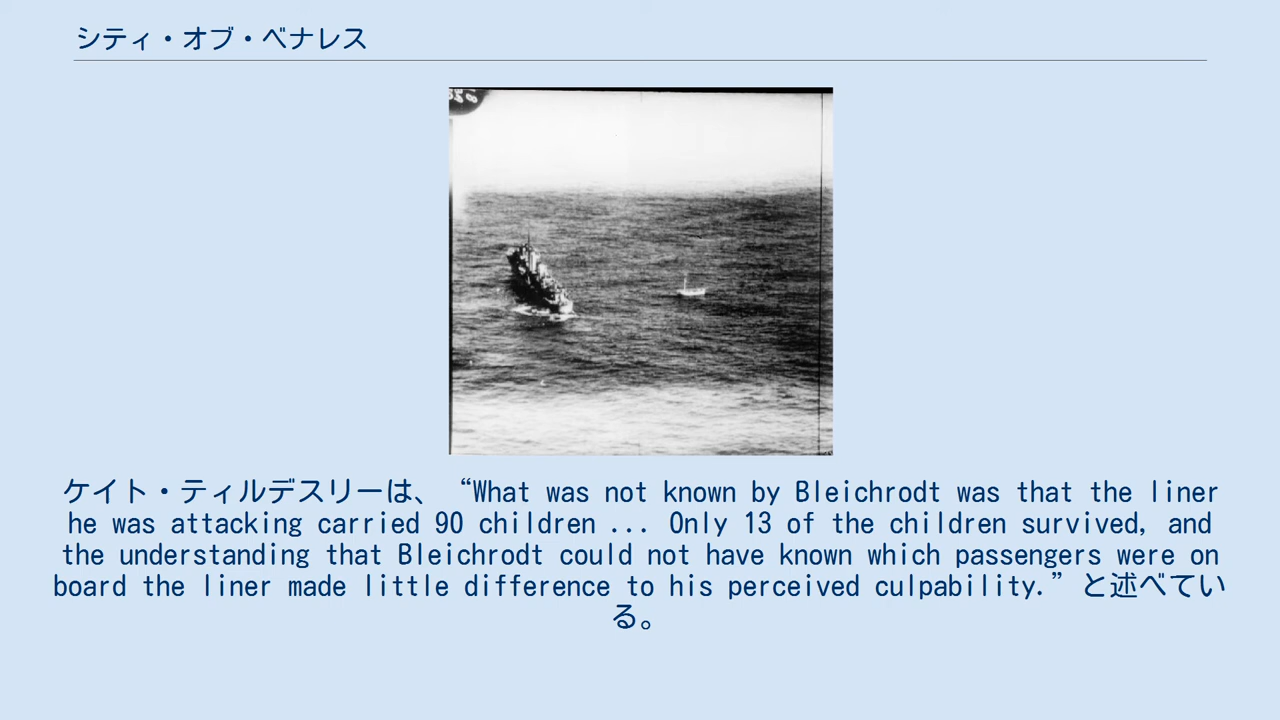 シティ・オブ・ベナレス
ケイト・ティルデスリーは、 “What was not known by Bleichrodt was that the liner
he was attacking carried 90 children ... Only 13 of the children survived, and
the understanding that Bleichrodt could not have known which passengers were on
board the liner made little difference to his perceived culpability.” と述べてい
る。